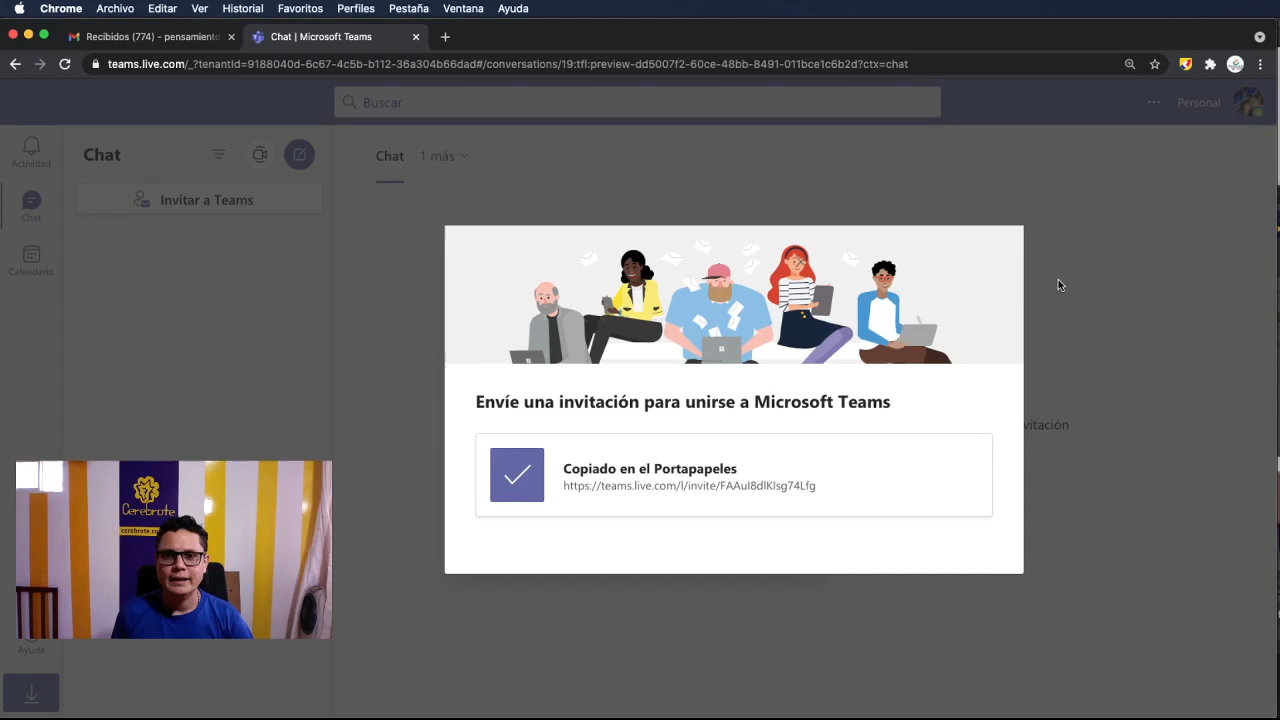 Chrome Archivo Editar Ver Historial Favoritos Perfiles Pestaña Ventana Ayuda
Recibidos (774) - pensamiento
Chat | Microsoft Teams
teams.live.com/_?tenantId=9188040d-6c67-4c5b-b112-36a304b66dad#/conversations/19:tfl:preview-dd5007f2-60ce-48bb-8491-011bce1c6b2d?ctx=chat
Buscar
Personal
Actividad
Chat
Calendario
Chat
Invitar a Teams
Chat 1 más
Envíe una invitación para unirse a Microsoft Teams
vitación
Copiado en el Portapapeles
https://teams.live.com/l/invite/FAAuI8dlKlsg74Lfg
Cerebrote
cerebrote.co
Ayuda